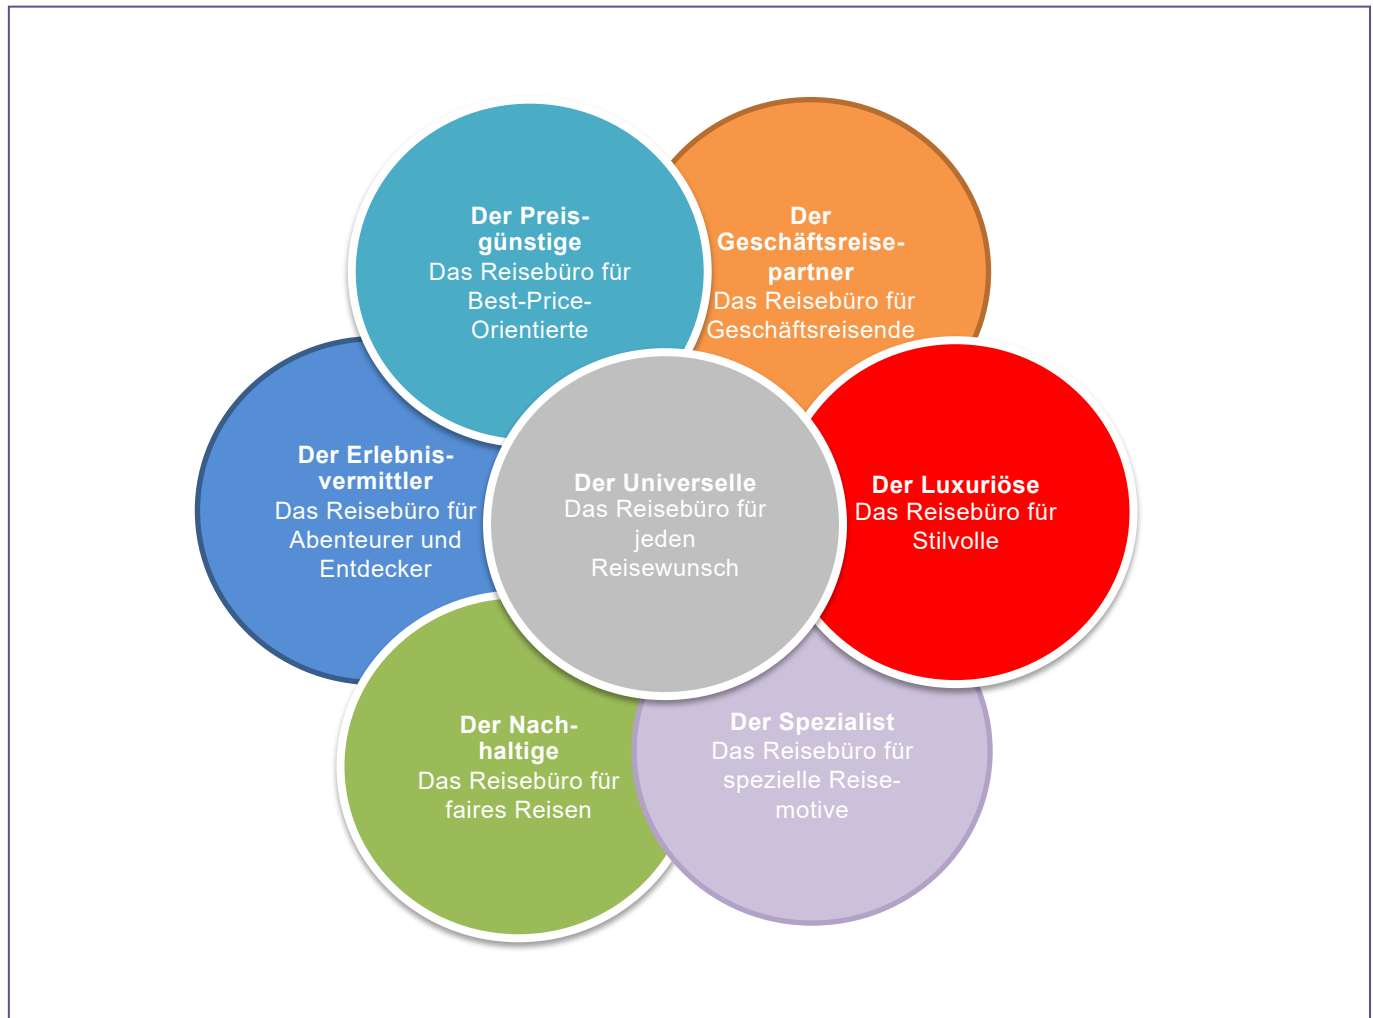 Der Preis-
günstige
Das Reisebüro für
Best-Price-
Orientierte
Der
Geschäftsreise-
partner
Das Reisebüro für
Geschäftsreisende
Der Erlebnis-
vermittler
Das Reisebüro für
Abenteurer und
Entdecker
Der Universelle
Das Reisebüro für
jeden
Reisewunsch
Der Luxuriöse
Das Reisebüro für
Stilvolle
Der Nach-
haltige
Das Reisebüro für
faires Reisen
Der Spezialist
Das Reisebüro für
spezielle Reise-
motive